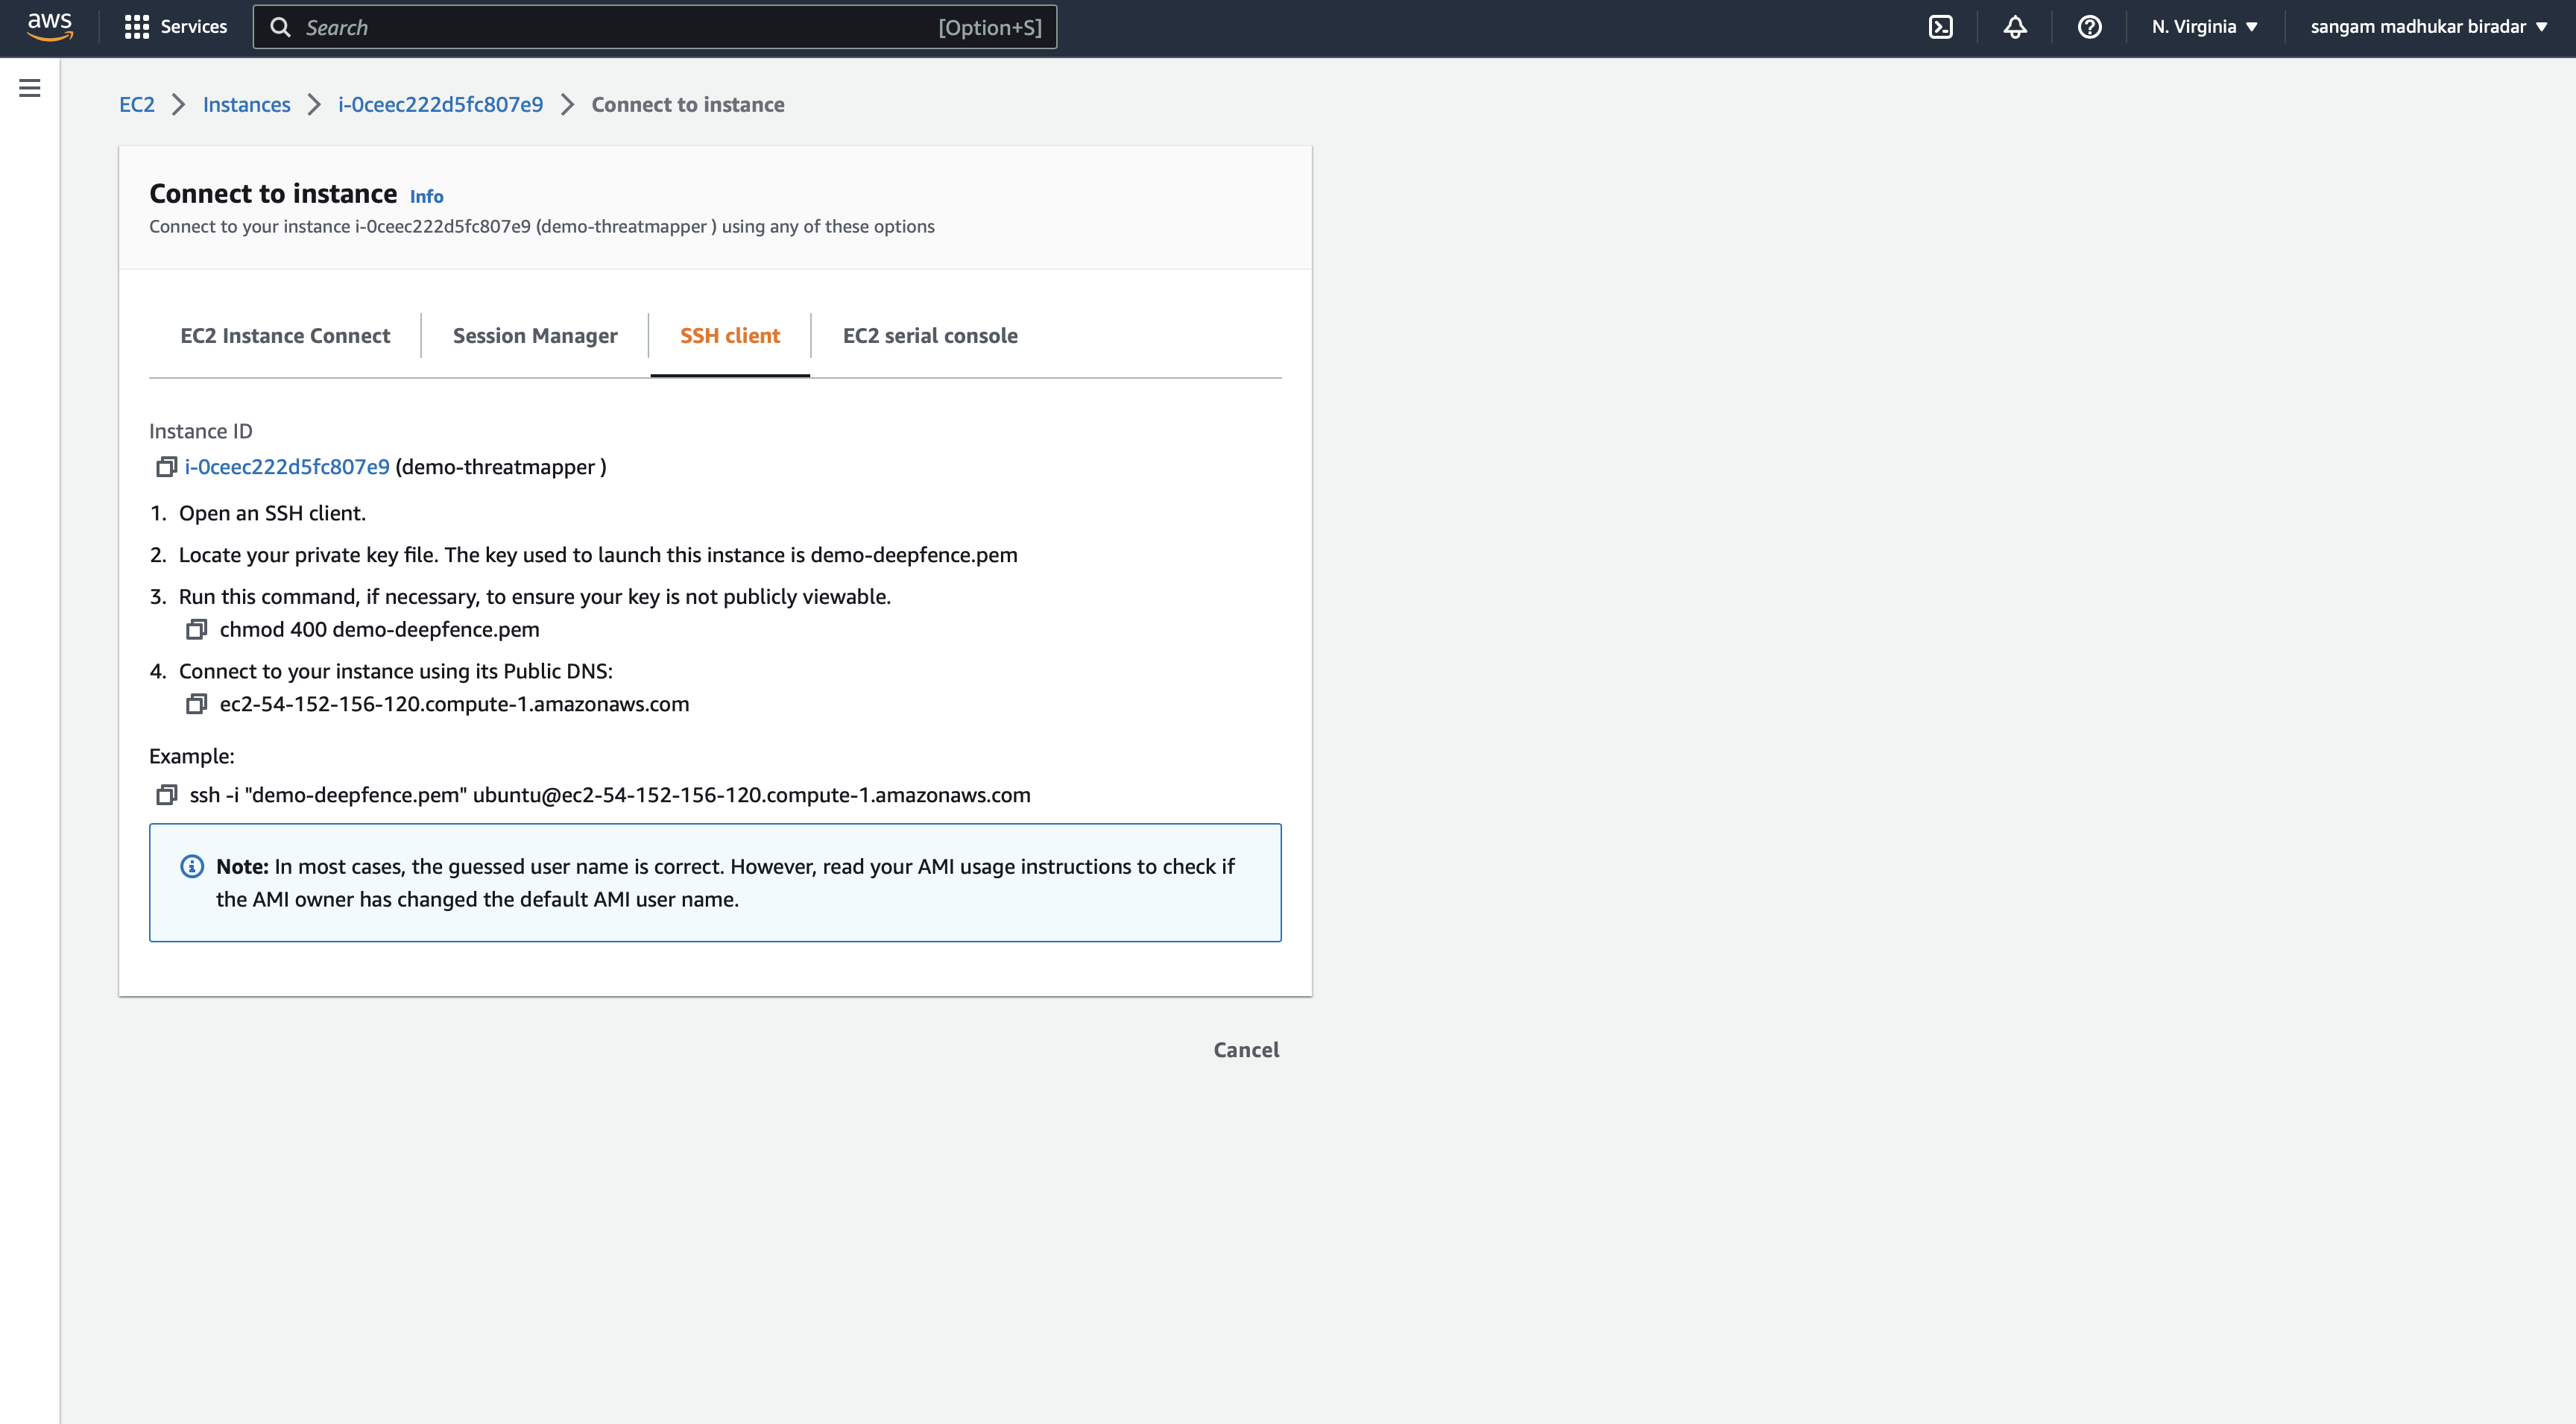 aws
Services
Search
[Option+S]
N. Virginia
sangam madhukar biradar
EC2
Instances
i-0ceec222d5fc807e9
Connect to instance
Connect to instance Info
Connect to your instance i-0ceec222d5fc807e9 (demo-threatmapper ) using any of these options
EC2 Instance Connect
Session Manager
SSH client
EC2 serial console
Instance ID
i-0ceec222d5fc807e9 (demo-threatmapper )
1. Open an SSH client.
2. Locate your private key file. The key used to launch this instance is demo-deepfence.pem
3. Run this command, if necessary, to ensure your key is not publicly viewable.
chmod 400 demo-deepfence.pem
4. Connect to your instance using its Public DNS:
ec2-54-152-156-120.compute-1.amazonaws.com
Example:
ssh -i "demo-deepfence.pem" ubuntu@ec2-54-152-156-120.compute-1.amazonaws.com
Note: In most cases, the guessed user name is correct. However, read your AMI usage instructions to check if
the AMI owner has changed the default AMI user name.
Cancel